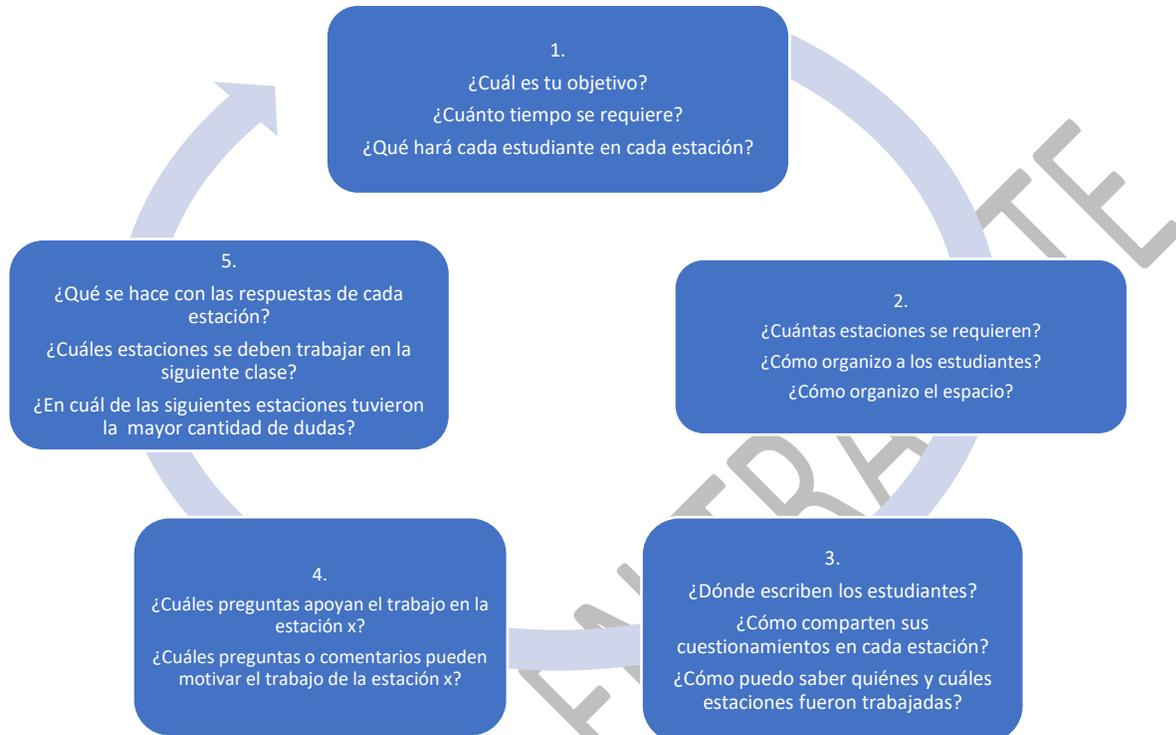 1.
¿Cuál es tu objetivo?
¿Cuánto tiempo se requiere?
¿Qué hará cada estudiante en cada estación?
2.
¿Cuántas estaciones se requieren?
¿Cómo organizo a los estudiantes?
¿Cómo organizo el espacio?
3.
¿Dónde escriben los estudiantes?
¿Cómo comparten sus
cuestionamientos en cada estación?
¿Cómo puedo saber quiénes y cuáles
estaciones fueron trabajadas?
4.
¿Cuáles preguntas apoyan el trabajo en la
estación x?
¿Cuáles preguntas o comentarios pueden
motivar el trabajo de la estación x?
5.
¿Qué se hace con las respuestas de cada
estación?
¿Cuáles estaciones se deben trabajar en la
siguiente clase?
¿En cuál de las siguientes estaciones tuvieron
la  mayor cantidad de dudas?